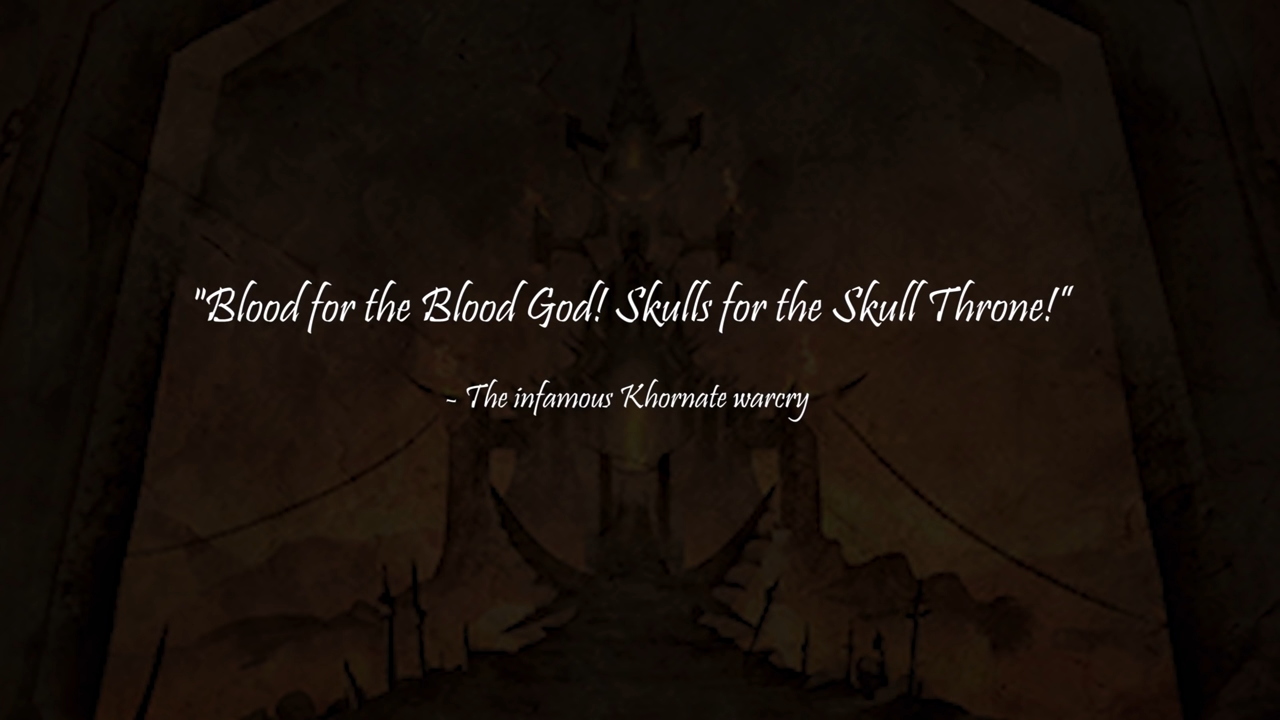 "Blood for the Blood God! Skulls for the Skull Throne!“
~ The infamous Khornate warcry